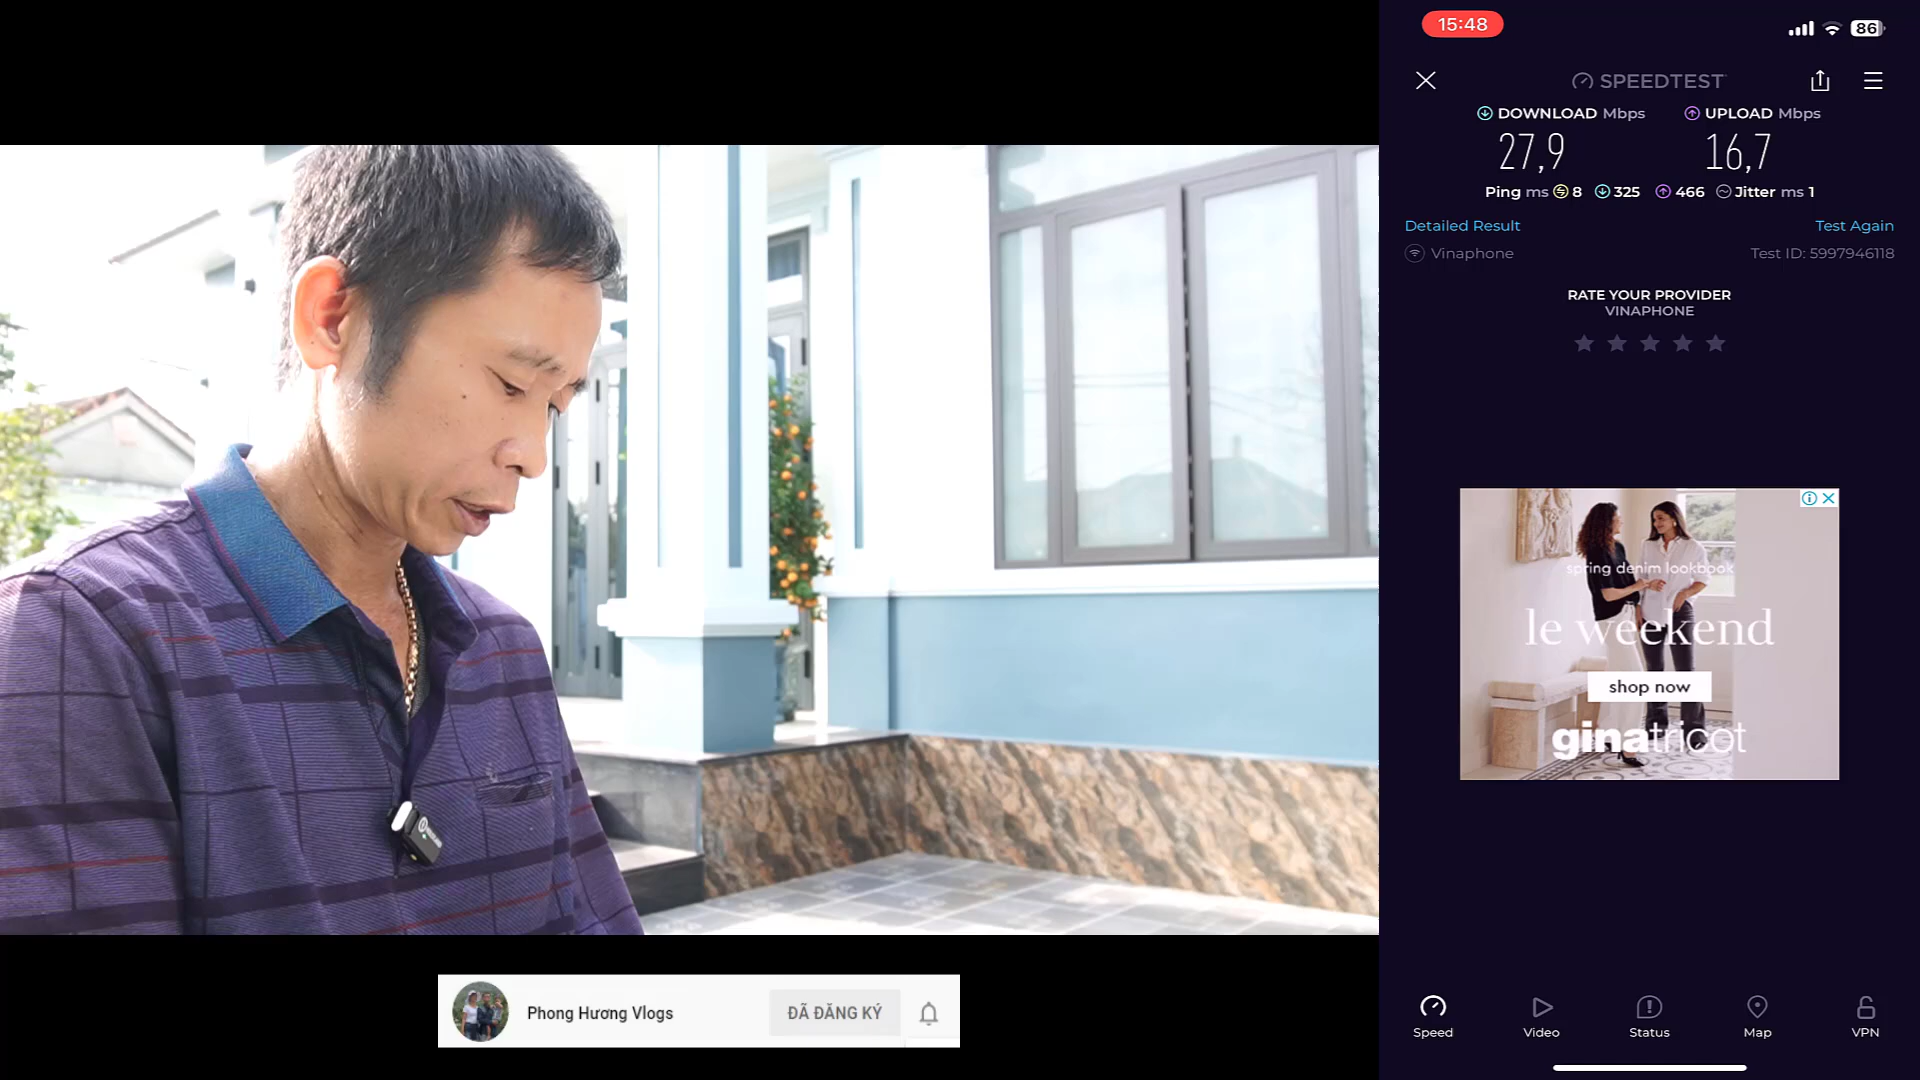 15:48
86
SPEEDTEST
DOWNLOAD Mbps
UPLOAD Mbps
27,9
16,7
Ping ms 8 325 466 Jitter ms 1
Detailed Result
Test Again
Vinaphone
Test ID: 5997946118
RATE YOUR PROVIDER
VINAPHONE
spring denim lookbook
le weekend
shop now
ginatricot
Speed
Video
Status
Map
VPN
Phong Hương Vlogs
ĐÃ ĐĂNG KÝ